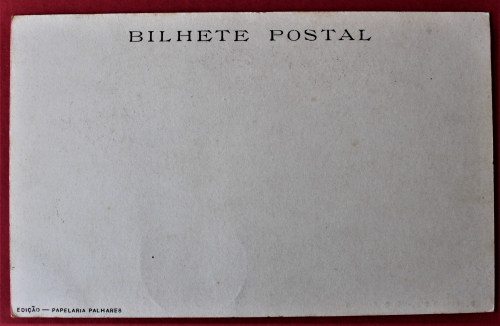 BILHETE POSTAL
EDIÇÃO — PAPELARIA PALHARES